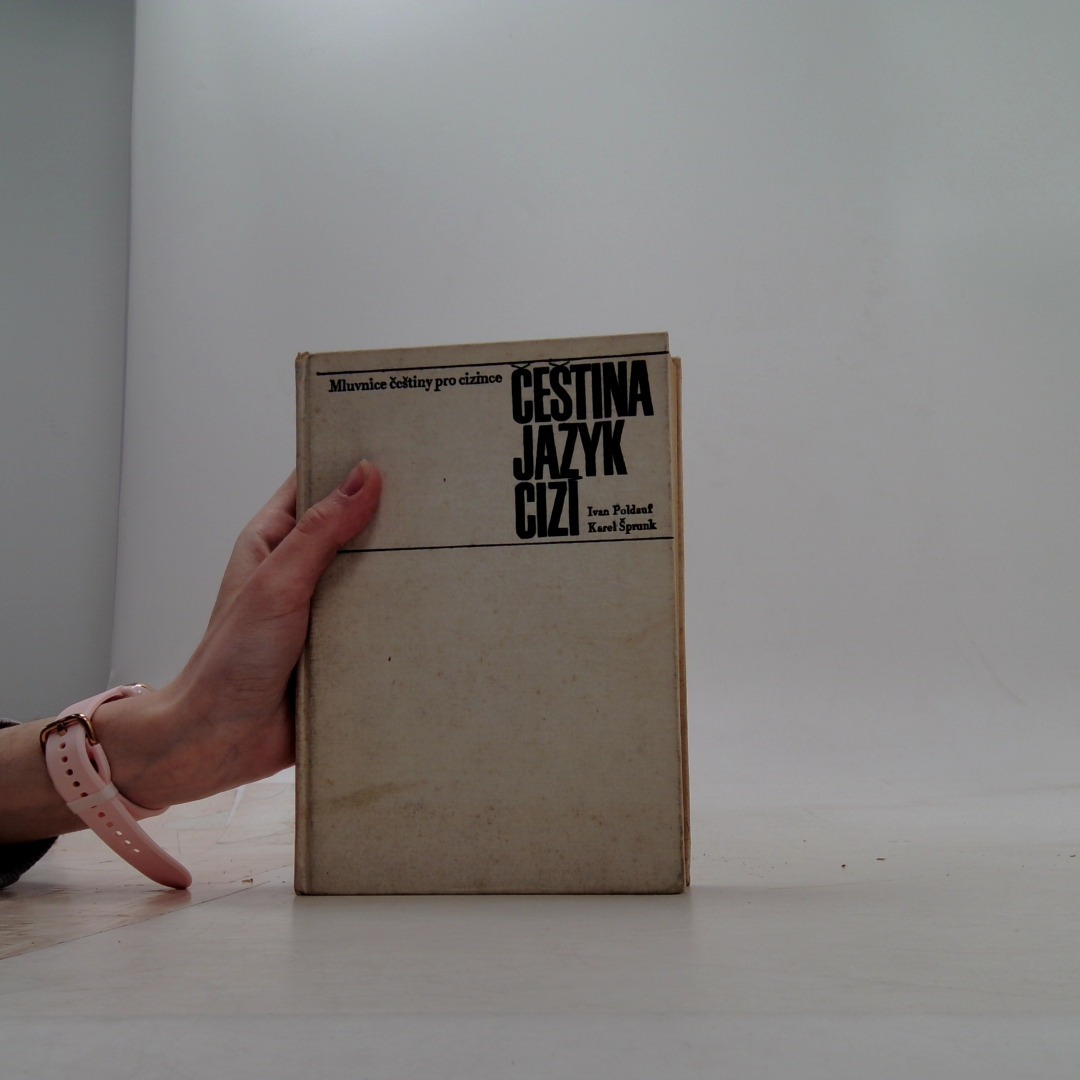 Mluvnice češtiny pro cizince
ČEŠTINA
JAZYK
CIZÍ
Ivan Poldauf
Karel Šprunk